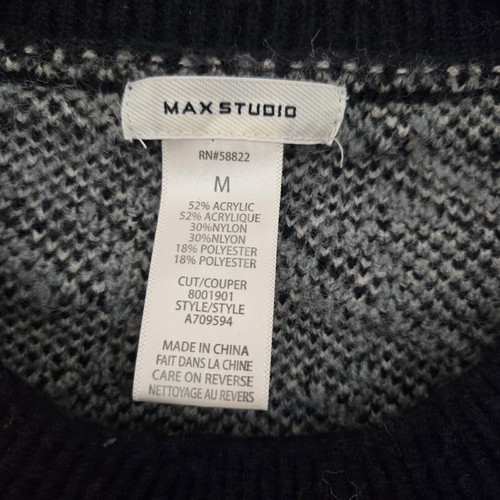 MAX STUDIO
RN#58822
M
52% ACRYLIC
52% ACRYLIQUE
30%NYLON
30%NLYON
18% POLYESTER
18% POLYESTER
CUT/COUPER
8001901
STYLE/STYLE
A709594
MADE IN CHINA
FAIT DANS LA CHINE
CARE ON REVERSE
NETTOYAGE AU REVERS